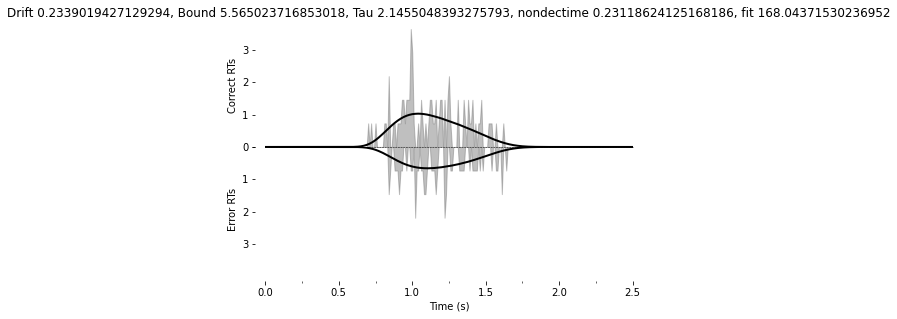 Drift 0.2339019427129294, Bound 5.565023716853018, Tau 2.1455048393275793, nondectime 0.23118624125168186, fit 168.04371530236952
Correct RTs
3
2
1
0
1
2
3
Error RTs
0.0 0.5 1.0 1.5 2.0 2.5
Time (s)